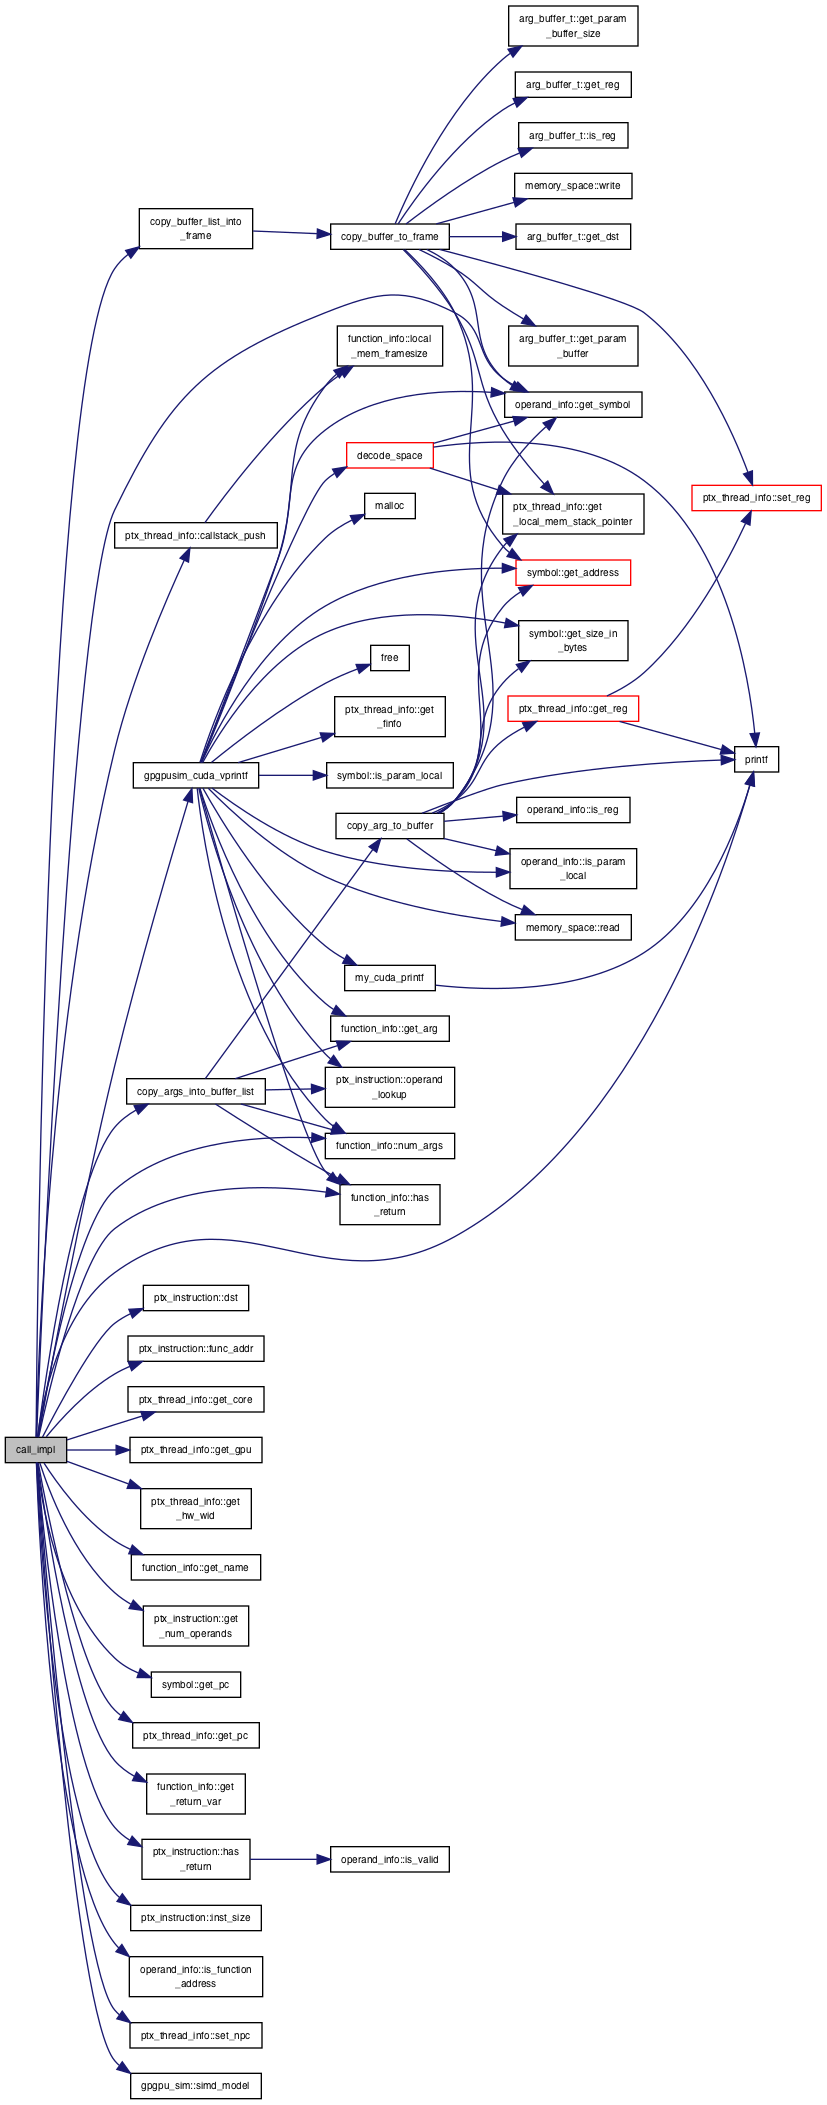 arg_buffer_t::get_param
_buffer_size
arg_buffer_t::get_reg
arg_buffer_t::is_reg
memory_space::write
copy_buffer_list_into
_frame
copy_buffer_to_frame
arg_buffer_t::get_dst
function_info::local
_mem_framesize
arg_buffer_t::get_param
_buffer
operand_info::get_symbol
decode_space
ptx_thread_info::set_reg
malloc
ptx_thread_info::get
_local_mem_stack_pointer
ptx_thread_info::callstack_push
symbol::get_address
symbol::get_size_in
_bytes
free
ptx_thread_info::get
_finfo
ptx_thread_info::get_reg
printf
gpgpusim_cuda_vprintf
symbol::is_param_local
operand_info::is_reg
copy_arg_to_buffer
operand_info::is_param
_local
memory_space::read
my_cuda_printf
function_info::get_arg
copy_args_into_buffer_list
ptx_instruction::operand
_lookup
function_info::num_args
function_info::has
_return
ptx_instruction::dst
ptx_instruction::func_addr
ptx_thread_info::get_core
call_impl
ptx_thread_info::get_gpu
ptx_thread_info::get
_hw_wid
function_info::get_name
ptx_instruction::get
_num_operands
symbol::get_pc
ptx_thread_info::get_pc
function_info::get
_return_var
ptx_instruction::has
_return
operand_info::is_valid
ptx_instruction::inst_size
operand_info::is_function
_address
ptx_thread_info::set_npc
gpgpu_sim::simd_model